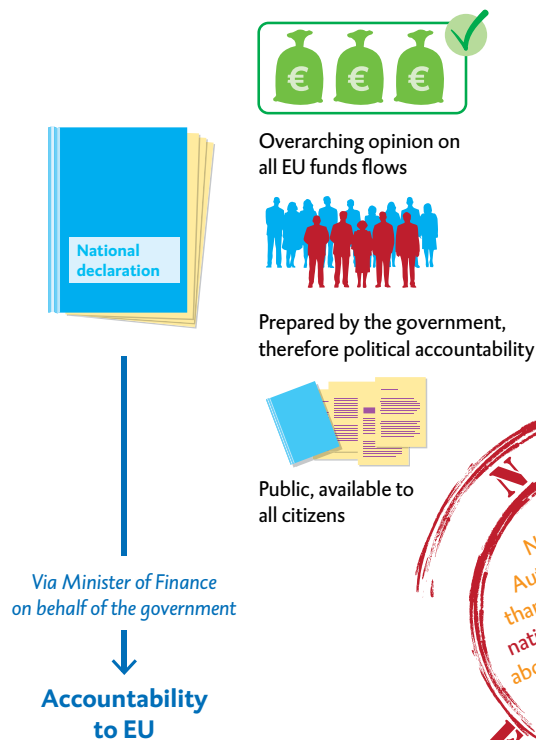 National
declaration
€ € €
Overarching opinion on
all EU funds flows
Prepared by the government,
therefore political accountability
Public, available to
all citizens
Via Minister of Finance
on behalf of the government
Accountability
to EU
N